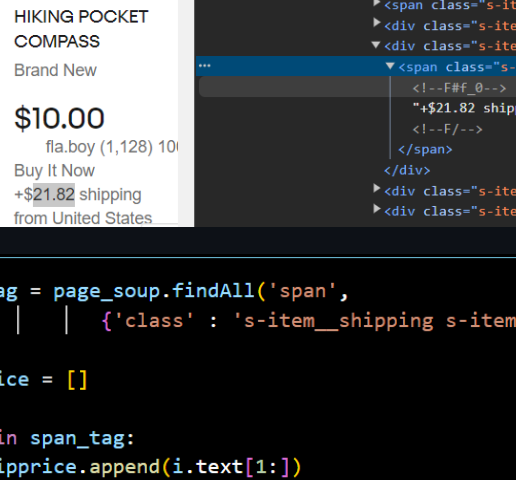 HIKING POCKET
COMPASS
Brand New
$10.00
fla.boy (1,128) 10
Buy It Now
+$21.82 shipping
from United States
<span class="s-ite
<div class="s-ite
<div class="s-ite
<span class="s-
<!--F#f_0-->
"+$21.82 ship
<!--F/-->
</span>
</div>
<div class="s-ite
<div class="s-ite
ag = page_soup.findAll('span',
{'class' : 's-item__shipping s-item
ice = []
in span_tag:
ipprice.append(i.text[1:])